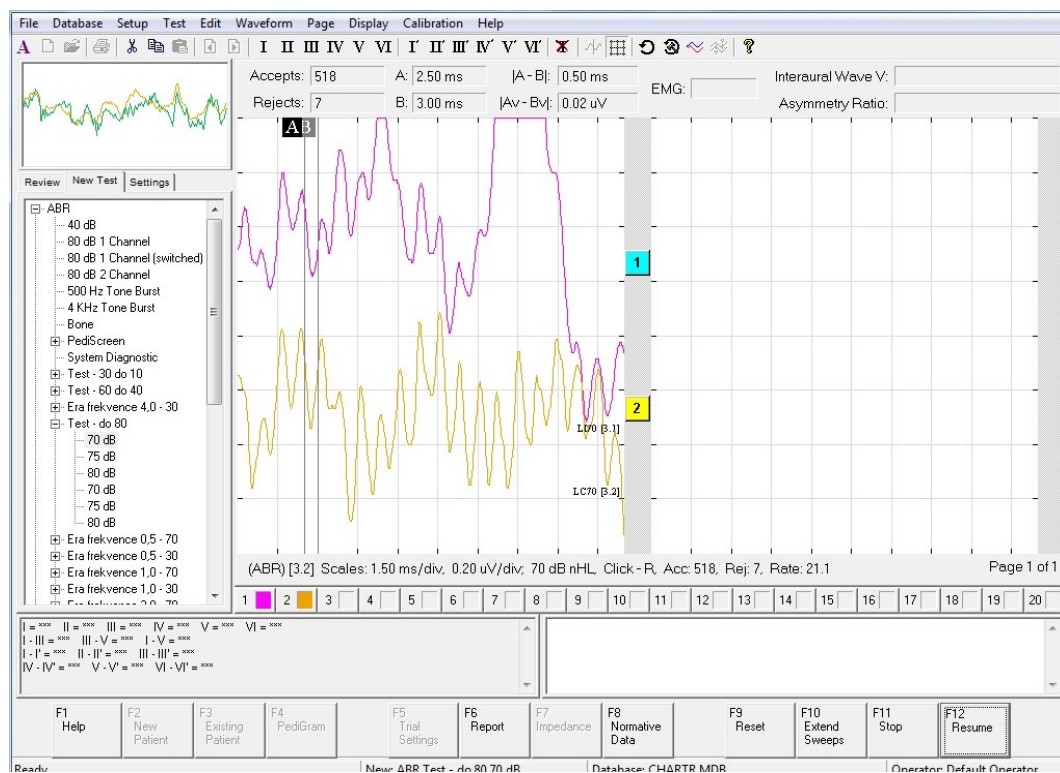 File Database Setup Test Edit Waveform Page Display Calibration Help
A I II III IV V VI I' II' III' IV' V' VI' ?
Accepts: 518 A: 2.50 ms |A - B|: 0.50 ms EMG: Interaural Wave V:
Rejects: 7 B: 3.00 ms |Av - Bv|: 0.02 uV Asymmetry Ratio:
A B
Review New Test Settings
ABR
40 dB
80 dB 1 Channel
80 dB 1 Channel (switched)
80 dB 2 Channel
500 Hz Tone Burst
4 KHz Tone Burst
Bone
PediScreen
System Diagnostic
Test - 30 do 10
Test - 60 do 40
Era frekvence 4,0 - 30
Test - do 80
70 dB
75 dB
80 dB
70 dB
75 dB
80 dB
Era frekvence 0,5 - 70
Era frekvence 0,5 - 30
Era frekvence 1,0 - 70
Era frekvence 1,0 - 30
1
2
[3.1]
LC70 [3.2]
(ABR) [3.2] Scales: 1.50 ms/div, 0.20 uV/div, 70 dB nHL, Click - R, Acc: 518, Rej: 7, Rate: 21.1 Page 1 of 1
1 2 3 4 5 6 7 8 9 10 11 12 13 14 15 16 17 18 19 20
I = *** II = *** III = *** IV = *** V = *** VI = ***
I - III = *** III - V = *** I - V = ***
I - I' = *** II - II' = *** III - III' = ***
IV - IV' = *** V - V' = *** VI - VI' = ***
F1 Help
F2 New Patient
F3 Existing Patient
F4 PediGram
F5 Trial Settings
F6 Report
F7 Impedance
F8 Normative Data
F9 Reset
F10 Extend Sweeps
F11 Stop
F12 Resume
Ready New: ABR Test - do 80 70 dB Database: CHARTR.MDB Operator: Default Operator